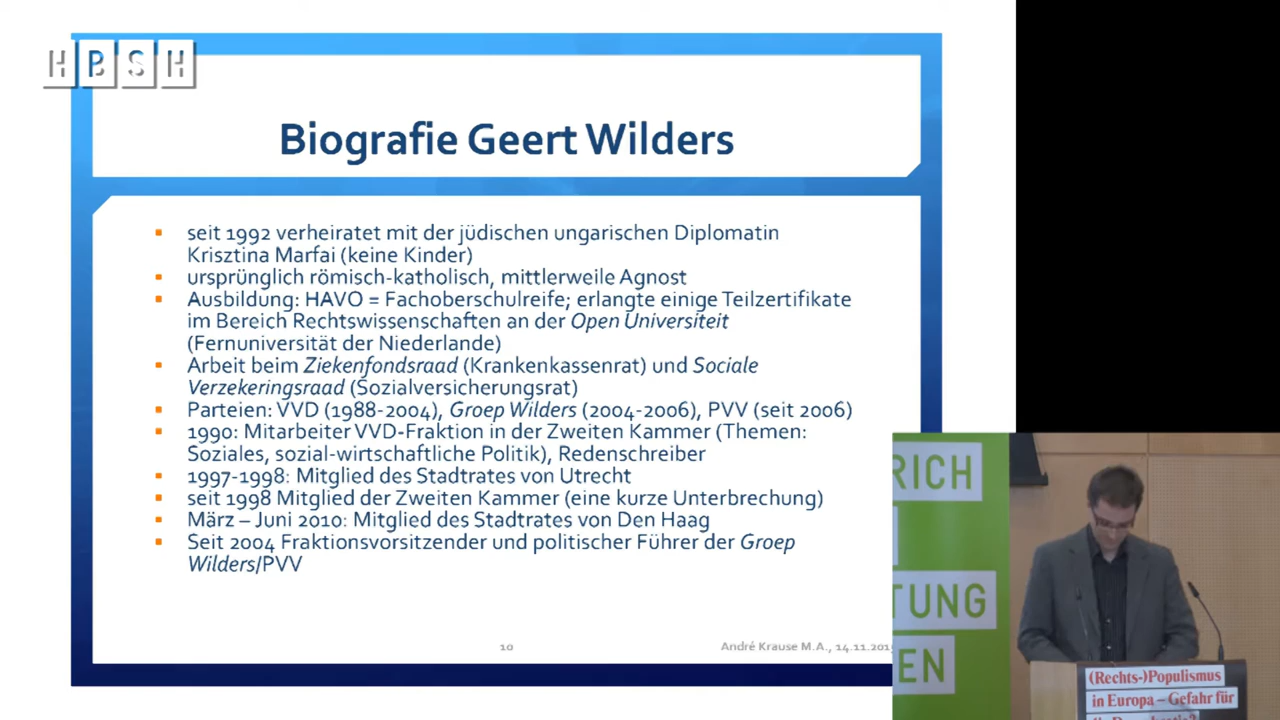 HBSH
Biografie Geert Wilders
seit 1992 verheiratet mit der jüdischen ungarischen Diplomatin
Krisztina Marfai (keine Kinder)
ursprünglich römisch-katholisch, mittlerweile Agnost
Ausbildung: HAVO = Fachoberschulreife; erlangte einige Teilzertifikate
im Bereich Rechtswissenschaften an der Open Universiteit
(Fernuniversität der Niederlande)
Arbeit beim Ziekenfondsraad (Krankenkassenrat) und Sociale
Verzekeringsraad (Sozialversicherungsrat)
Parteien: VVD (1988-2004), Groep Wilders (2004-2006), PVV (seit 2006)
1990: Mitarbeiter VVD-Fraktion in der Zweiten Kammer (Themen:
Soziales, sozial-wirtschaftliche Politik), Redenschreiber
1997-1998: Mitglied des Stadtrates von Utrecht
seit 1998 Mitglied der Zweiten Kammer (eine kurze Unterbrechung)
März – Juni 2010: Mitglied des Stadtrates von Den Haag
Seit 2004 Fraktionsvorsitzender und politischer Führer der Groep
Wilders/PVV
10
André Krause M.A., 14.11.201
RICH
TUNG
EN
(Rechts-)Populismus
in Europa – Gefahr für